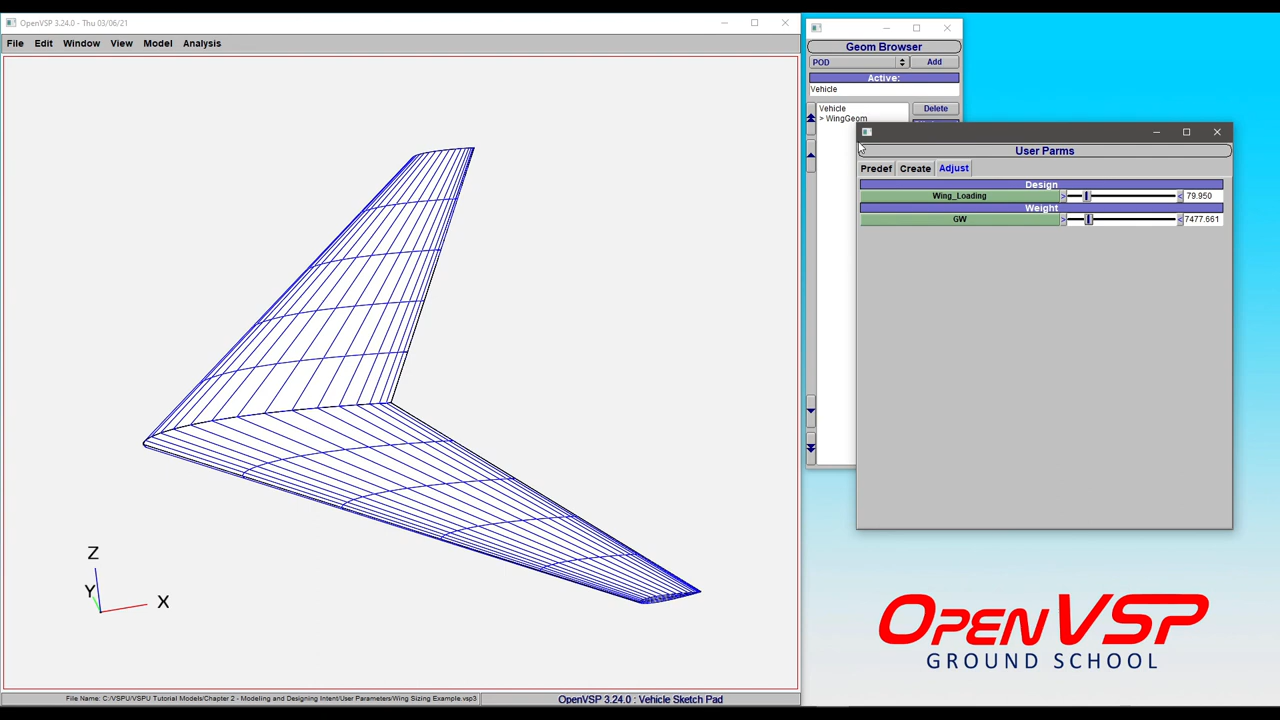 OpenVSP 3.24.0 - Thu 03/06/21
File Edit Window View Model Analysis
Geom Browser
POD Add
Active:
Vehicle
Vehicle Delete
> WingGeom
User Parms
Predef Create Adjust
Design
Wing_Loading > < 79.950
Weight
GW > < 7477.661
Z
Y
X
OPENVSP
GROUND SCHOOL
File Name: C:/VSPU/VSPU Tutorial Models/Chapter 2 - Modeling and Designing Intent/User Parameters/Wing Sizing Example.vsp3
OpenVSP 3.24.0 : Vehicle Sketch Pad